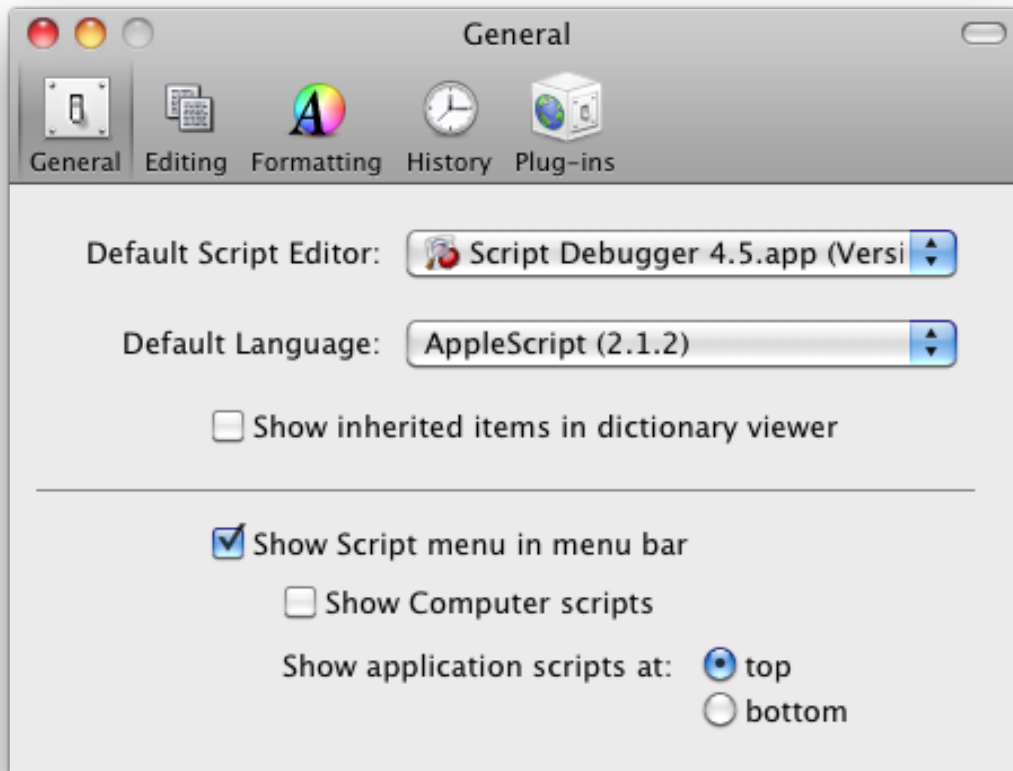 General
General Editing Formatting History Plug-ins
Default Script Editor: Script Debugger 4.5.app (Versi
Default Language: AppleScript (2.1.2)
Show inherited items in dictionary viewer
Show Script menu in menu bar
Show Computer scripts
Show application scripts at: top
bottom